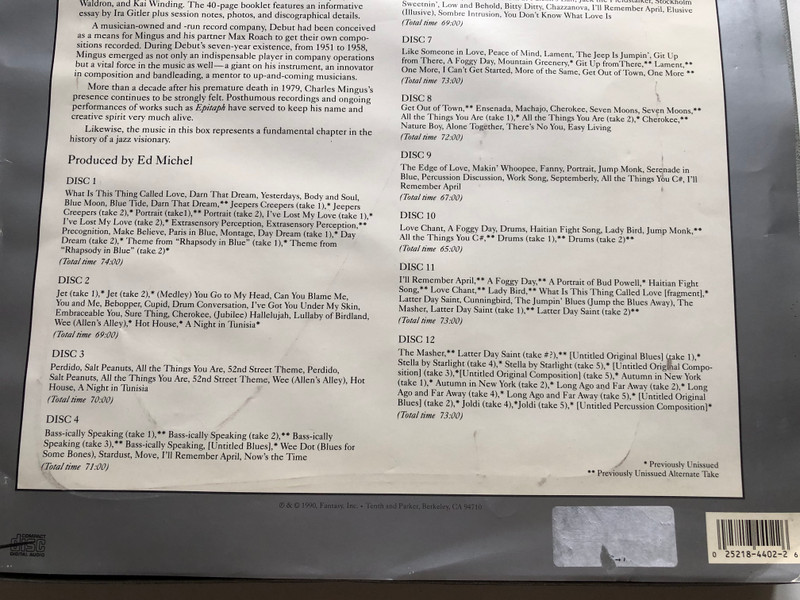 Waldron, and Kai Winding. The 40-page booklet features an informative
essay by Ira Gitler plus session notes, photos, and discographical details.
A musician-owned and -run record company, Debut had been conceived
as a means for Mingus and his partner Max Roach to get their own compo-
sitions recorded. During Debut's seven-year existence, from 1951 to 1958,
Mingus emerged as not only an indispensable player in company operations
but a vital force in the music as well—a giant on his instrument, an innovator
in composition and bandleading, a mentor to up-and-coming musicians.
More than a decade after his premature death in 1979, Charles Mingus's
presence continues to be strongly felt. Posthumous recordings and ongoing
performances of works such as Epitaph have served to keep his name and
creative spirit very much alive.
Likewise, the music in this box represents a fundamental chapter in the
history of a jazz visionary.
Produced by Ed Michel
DISC 1
What Is This Thing Called Love, Darn That Dream, Yesterdays, Body and Soul,
Blue Moon, Blue Tide, Darn That Dream,** Jeepers Creepers (take 1),* Jeepers
Creepers (take 2),* Portrait (take1),** Portrait (take 2), I've Lost My Love (take 1),*
I've Lost My Love (take 2),* Extrasensory Perception, Extrasensory Perception,**
Precognition, Make Believe, Paris in Blue, Montage, Day Dream (take 1),* Day
Dream (take 2),* Theme from "Rhapsody in Blue" (take 1),* Theme from
"Rhapsody in Blue" (take 2)*
(Total time 74:00)
DISC 2
Jet (take 1),* Jet (take 2),* (Medley) You Go to My Head, Can You Blame Me,
You and Me, Bebopper, Cupid, Drum Conversation, I've Got You Under My Skin,
Embraceable You, Sure Thing, Cherokee, (Jubilee) Hallelujah, Lullaby of Birdland,
Wee (Allen's Alley),* Hot House,* A Night in Tunisia*
(Total time 69:00)
DISC 3
Perdido, Salt Peanuts, All the Things You Are, 52nd Street Theme, Perdido,
Salt Peanuts, All the Things You Are, 52nd Street Theme, Wee (Allen's Alley), Hot
House, A Night in Tunisia
(Total time 70:00)
DISC 4
Bass-ically Speaking (take 1),** Bass-ically Speaking (take 2),** Bass-ically
Speaking (take 3),** Bass-ically Speaking, [Untitled Blues],* Wee Dot (Blues for
Some Bones), Stardust, Move, I'll Remember April, Now's the Time
(Total time 71:00)
Sweetnin', Low and Behold, Bitty Ditty, Chazzanova, I'll Remember April, Elusive
(Illusive), Sombre Intrusion, You Don't Know What Love Is
(Total time 69:00)
DISC 7
Like Someone in Love, Peace of Mind, Lament, The Jeep Is Jumpin', Git Up
from There, A Foggy Day, Mountain Greenery,* Git Up fromThere,** Lament,**
One More, I Can't Get Started, More of the Same, Get Out of Town, One More **
(Total time 73:00)
DISC 8
Get Out of Town,** Ensenada, Machajo, Cherokee, Seven Moons, Seven Moons,**
All the Things You Are (take 1),* All the Things You Are (take 2),* Cherokee,**
Nature Boy, Alone Together, There's No You, Easy Living
(Total time 72:00)
DISC 9
The Edge of Love, Makin' Whoopee, Fanny, Portrait, Jump Monk, Serenade in
Blue, Percussion Discussion, Work Song, Septemberly, All the Things You C#, I'll
Remember April
(Total time 67:00)
DISC 10
Love Chant, A Foggy Day, Drums, Haitian Fight Song, Lady Bird, Jump Monk,**
All the Things You C#,** Drums (take 1),** Drums (take 2)**
(Total time 65:00)
DISC 11
I'll Remember April,** A Foggy Day,** A Portrait of Bud Powell,* Haitian Fight
Song,** Love Chant,** Lady Bird,** What Is This Thing Called Love [fragment],*
Latter Day Saint, Cunningbird, The Jumpin' Blues (Jump the Blues Away), The
Masher, Latter Day Saint (take 1),** Latter Day Saint (take 2)**
(Total time 73:00)
DISC 12
The Masher,** Latter Day Saint (take #?),** [Untitled Original Blues] (take 1),*
Stella by Starlight (take 4),* Stella by Starlight (take 5),* [Untitled Original Compo-
sition] (take 3),*[Untitled Original Composition] (take 5),* Autumn in New York
(take 1),* Autumn in New York (take 2),* Long Ago and Far Away (take 2),* Long
Ago and Far Away (take 4),* Long Ago and Far Away (take 5),* [Untitled Original
Blues] (take 2),* Joldi (take 4),*Joldi (take 5),* [Untitled Percussion Composition]*
(Total time 73:00)
* Previously Unissued
** Previously Unissued Alternate Take
℗ & © 1990, Fantasy, Inc. • Tenth and Parker, Berkeley, CA 94710
COMPACT
disc
DIGITAL AUDIO
0 25218-4402-2 6